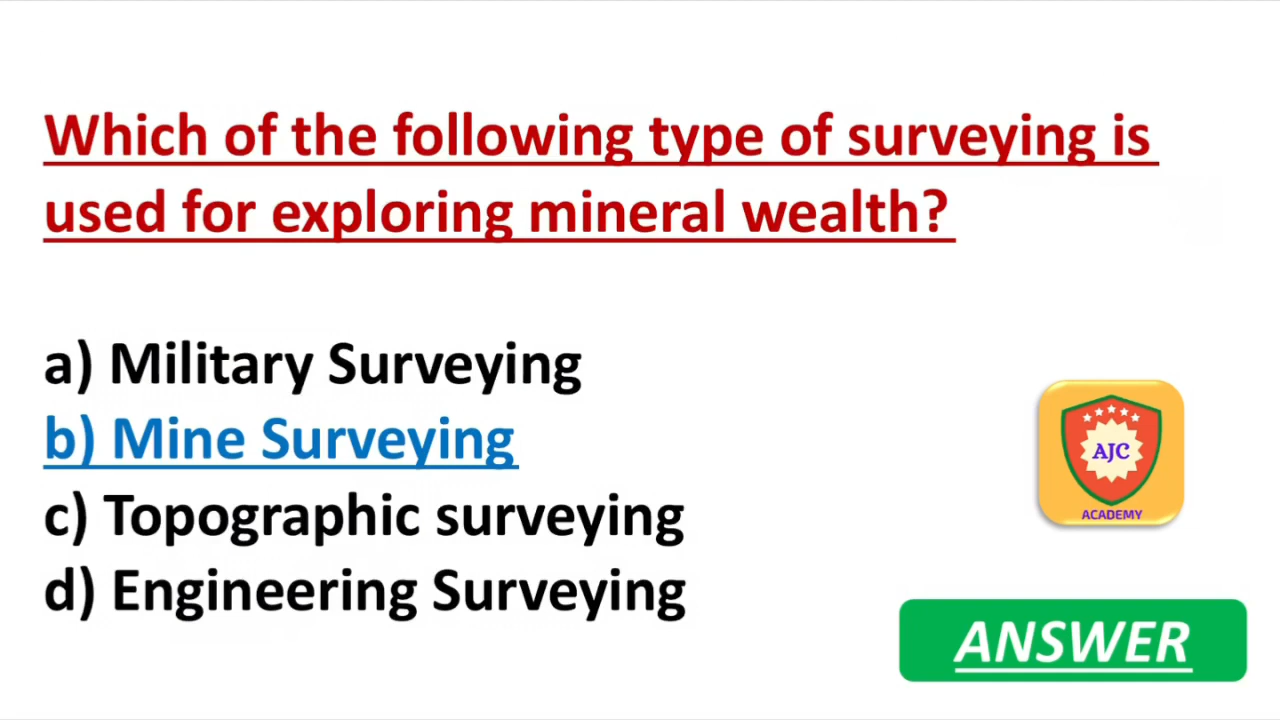 Which of the following type of surveying is
used for exploring mineral wealth?
a) Military Surveying
b) Mine Surveying
c) Topographic surveying
d) Engineering Surveying
AJC
ACADEMY
ANSWER